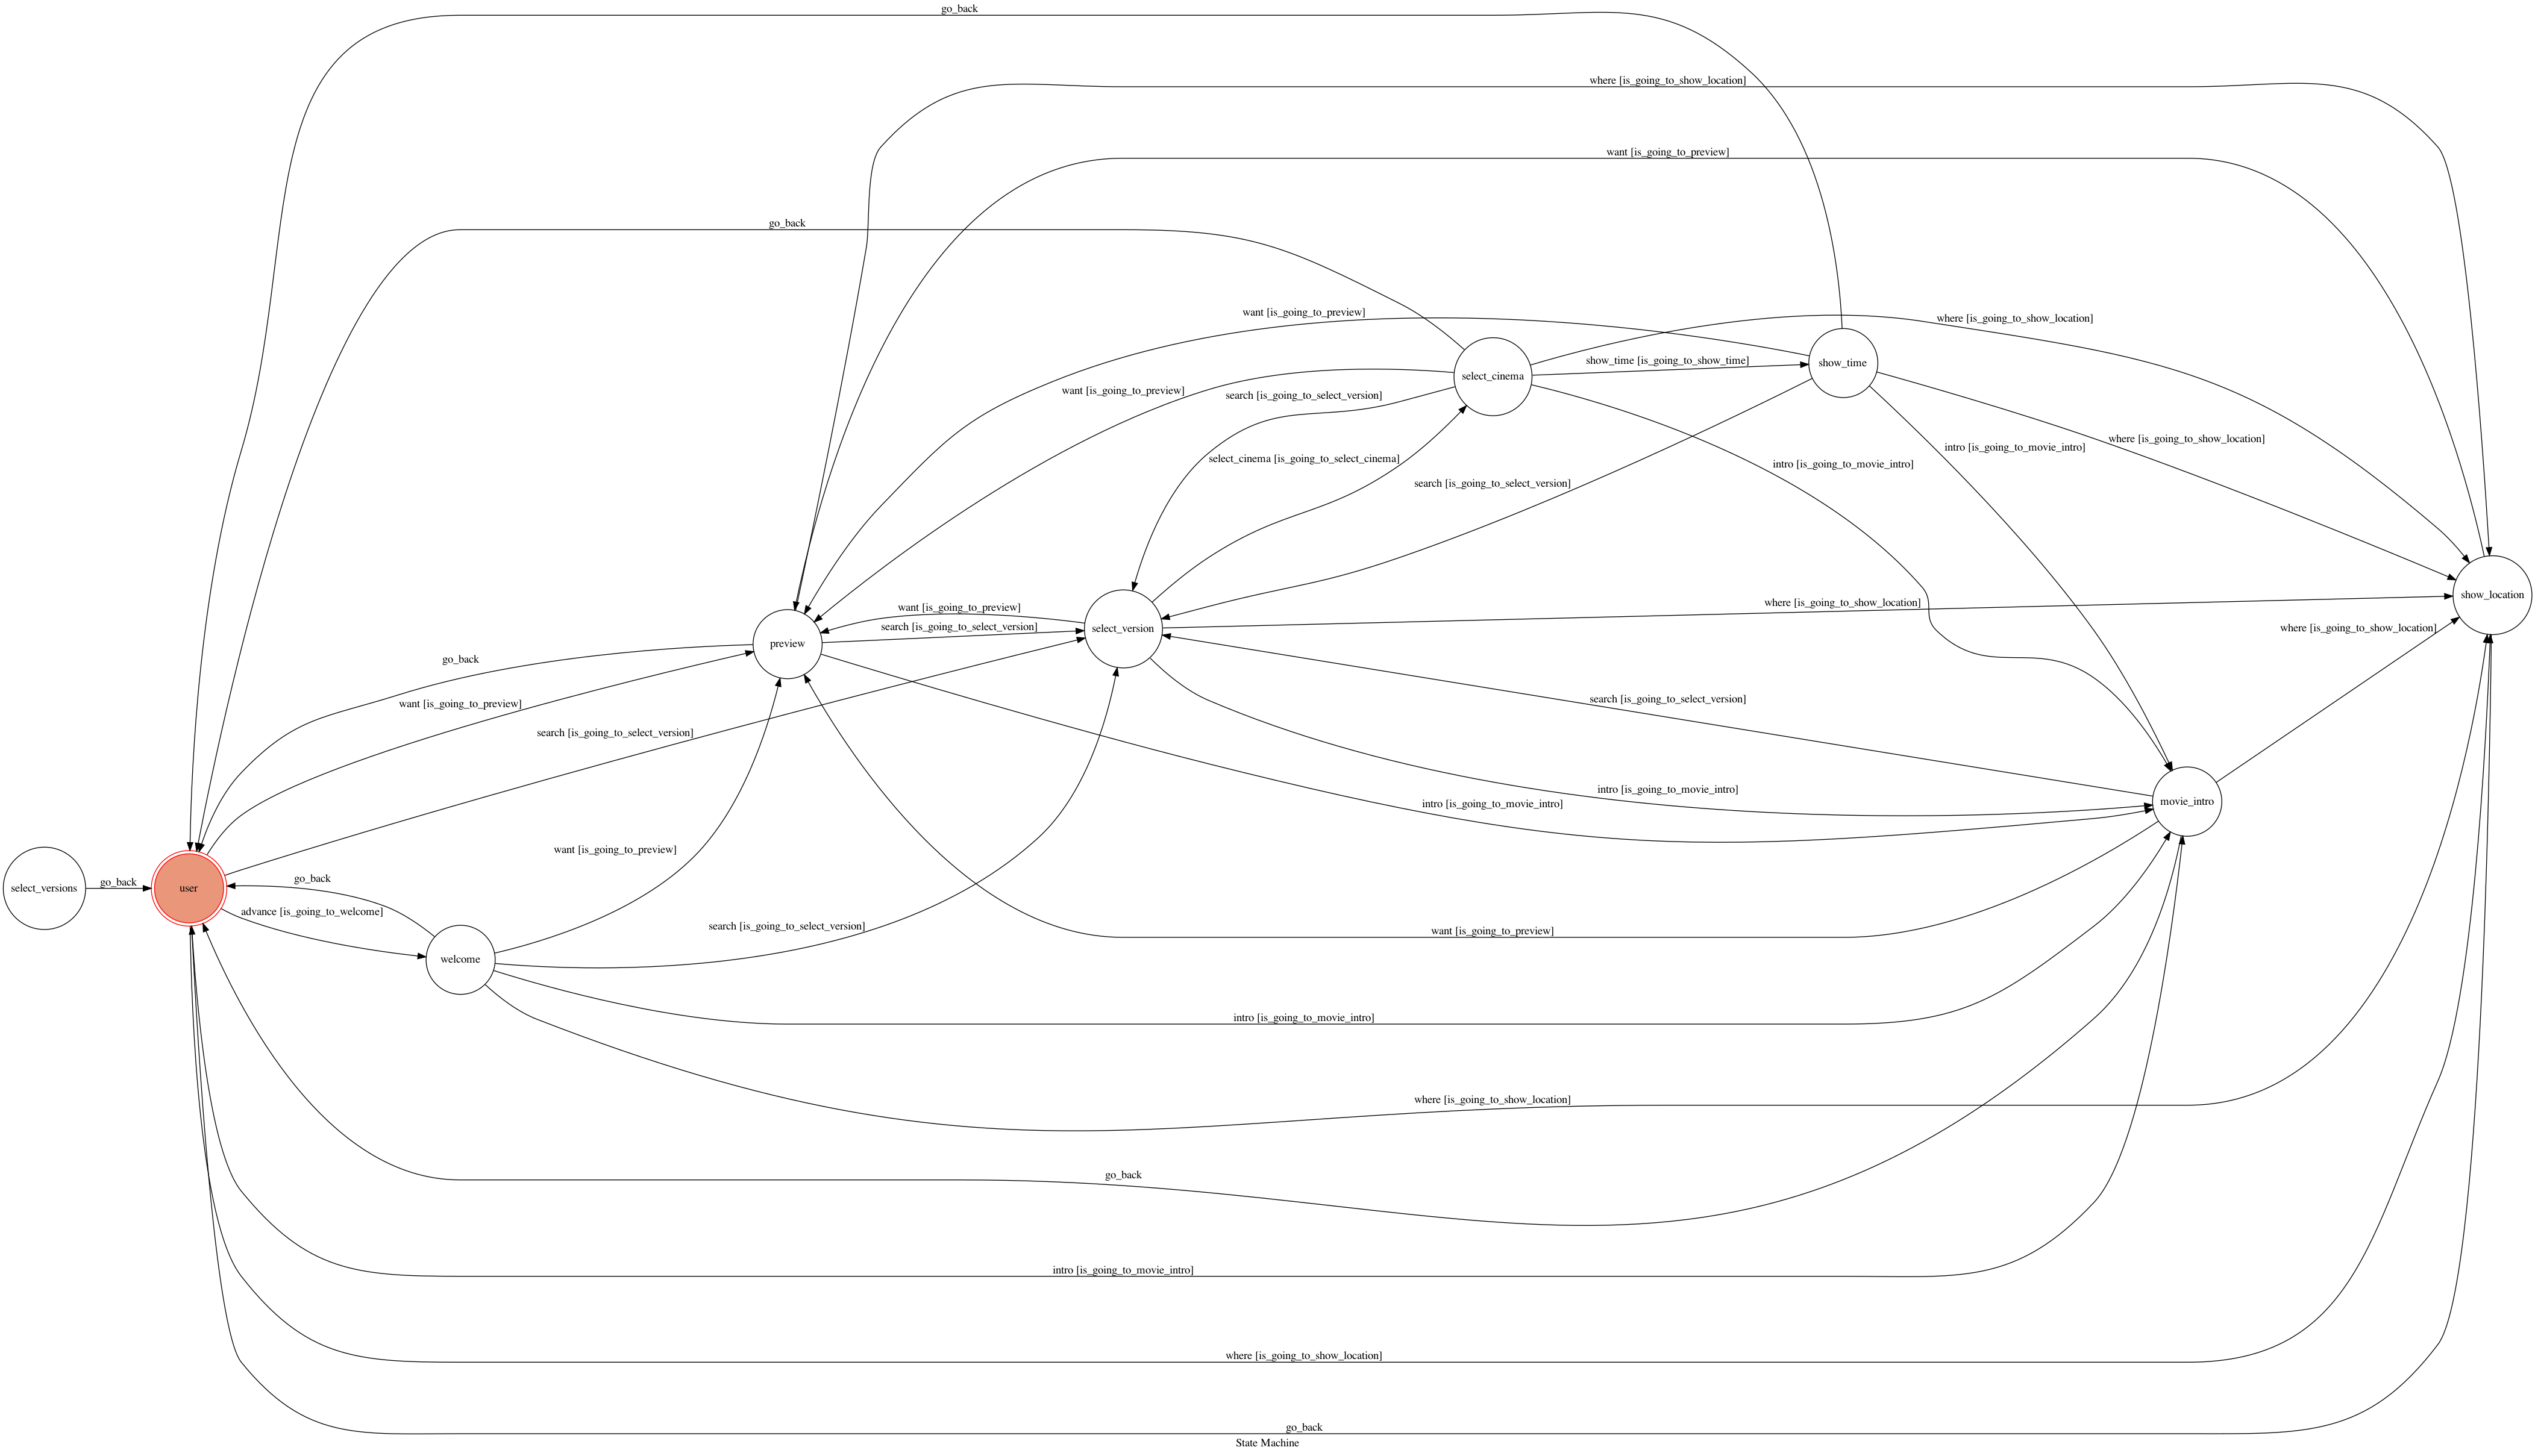 go_back
where [is_going_to_show_location]
want [is_going_to_preview]
go_back
want [is_going_to_preview]
where [is_going_to_show_location]
show_time [is_going_to_show_time]
show_time
select_cinema
want [is_going_to_preview]
search [is_going_to_select_version]
where [is_going_to_show_location]
intro [is_going_to_movie_intro]
select_cinema [is_going_to_select_cinema]
intro [is_going_to_movie_intro]
search [is_going_to_select_version]
show_location
where [is_going_to_show_location]
want [is_going_to_preview]
search [is_going_to_select_version]
select_version
where [is_going_to_show_location]
preview
go_back
want [is_going_to_preview]
search [is_going_to_select_version]
search [is_going_to_select_version]
intro [is_going_to_movie_intro]
intro [is_going_to_movie_intro]
movie_intro
want [is_going_to_preview]
select_versions
go_back
user
go_back
advance [is_going_to_welcome]
search [is_going_to_select_version]
want [is_going_to_preview]
welcome
intro [is_going_to_movie_intro]
where [is_going_to_show_location]
go_back
intro [is_going_to_movie_intro]
where [is_going_to_show_location]
go_back
State Machine